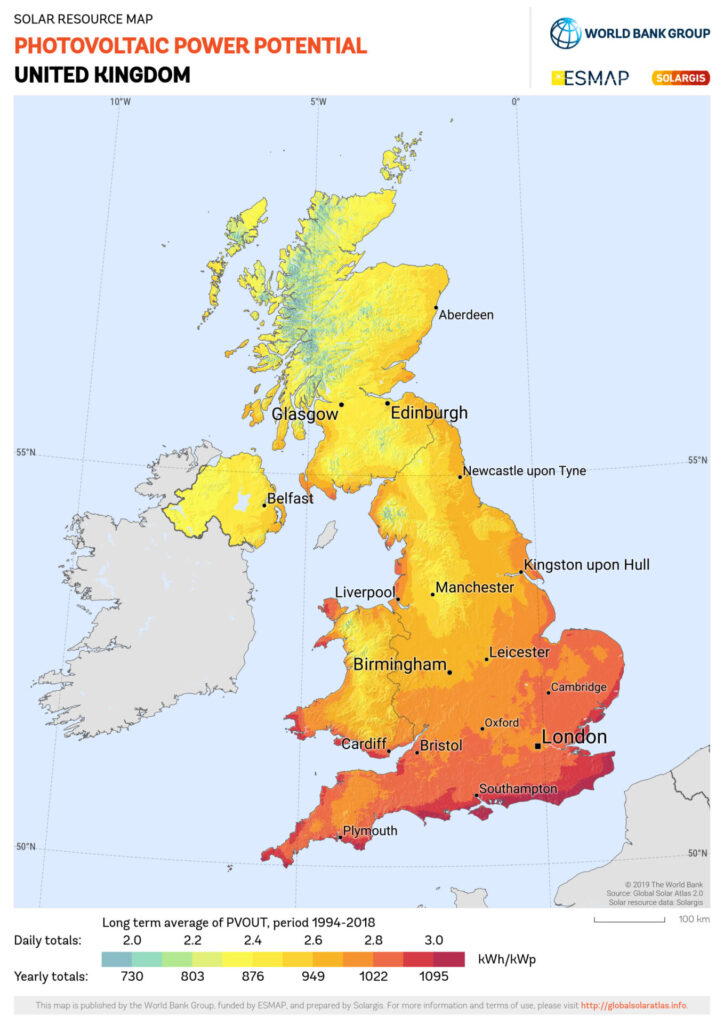 SOLAR RESOURCE MAP
PHOTOVOLTAIC POWER POTENTIAL
UNITED KINGDOM
WORLD BANK GROUP
ESMAP
SOLARGIS
10°W
5°W
0°
Aberdeen
Glasgow
Edinburgh
55°N
55°N
Newcastle upon Tyne
Belfast
Kingston upon Hull
Liverpool
Manchester
Birmingham
Leicester
Cambridge
Oxford
London
Cardiff
Bristol
Southampton
Plymouth
50°N
50°N
© 2019 The World Bank
Source: Global Solar Atlas 2.0
Solar resource data: Solargis
100 km
Long term average of PVOUT, period 1994-2018
Daily totals: 2.0 2.2 2.4 2.6 2.8 3.0
kWh/kWp
Yearly totals: 730 803 876 949 1022 1095
This map is published by the World Bank Group, funded by ESMAP, and prepared by Solargis. For more information and terms of use, please visit http://globalsolaratlas.info.